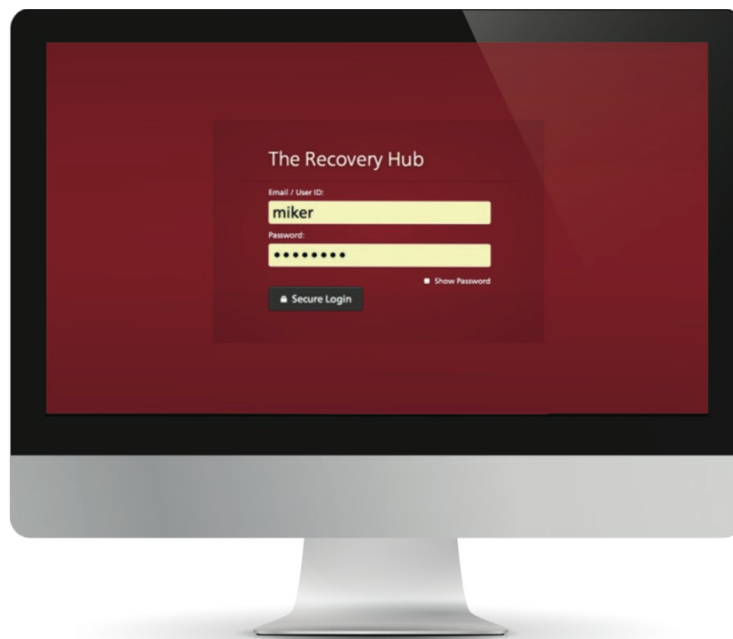 The Recovery Hub
Email / User ID:
miker
Password:
••••••••
Show Password
Secure Login